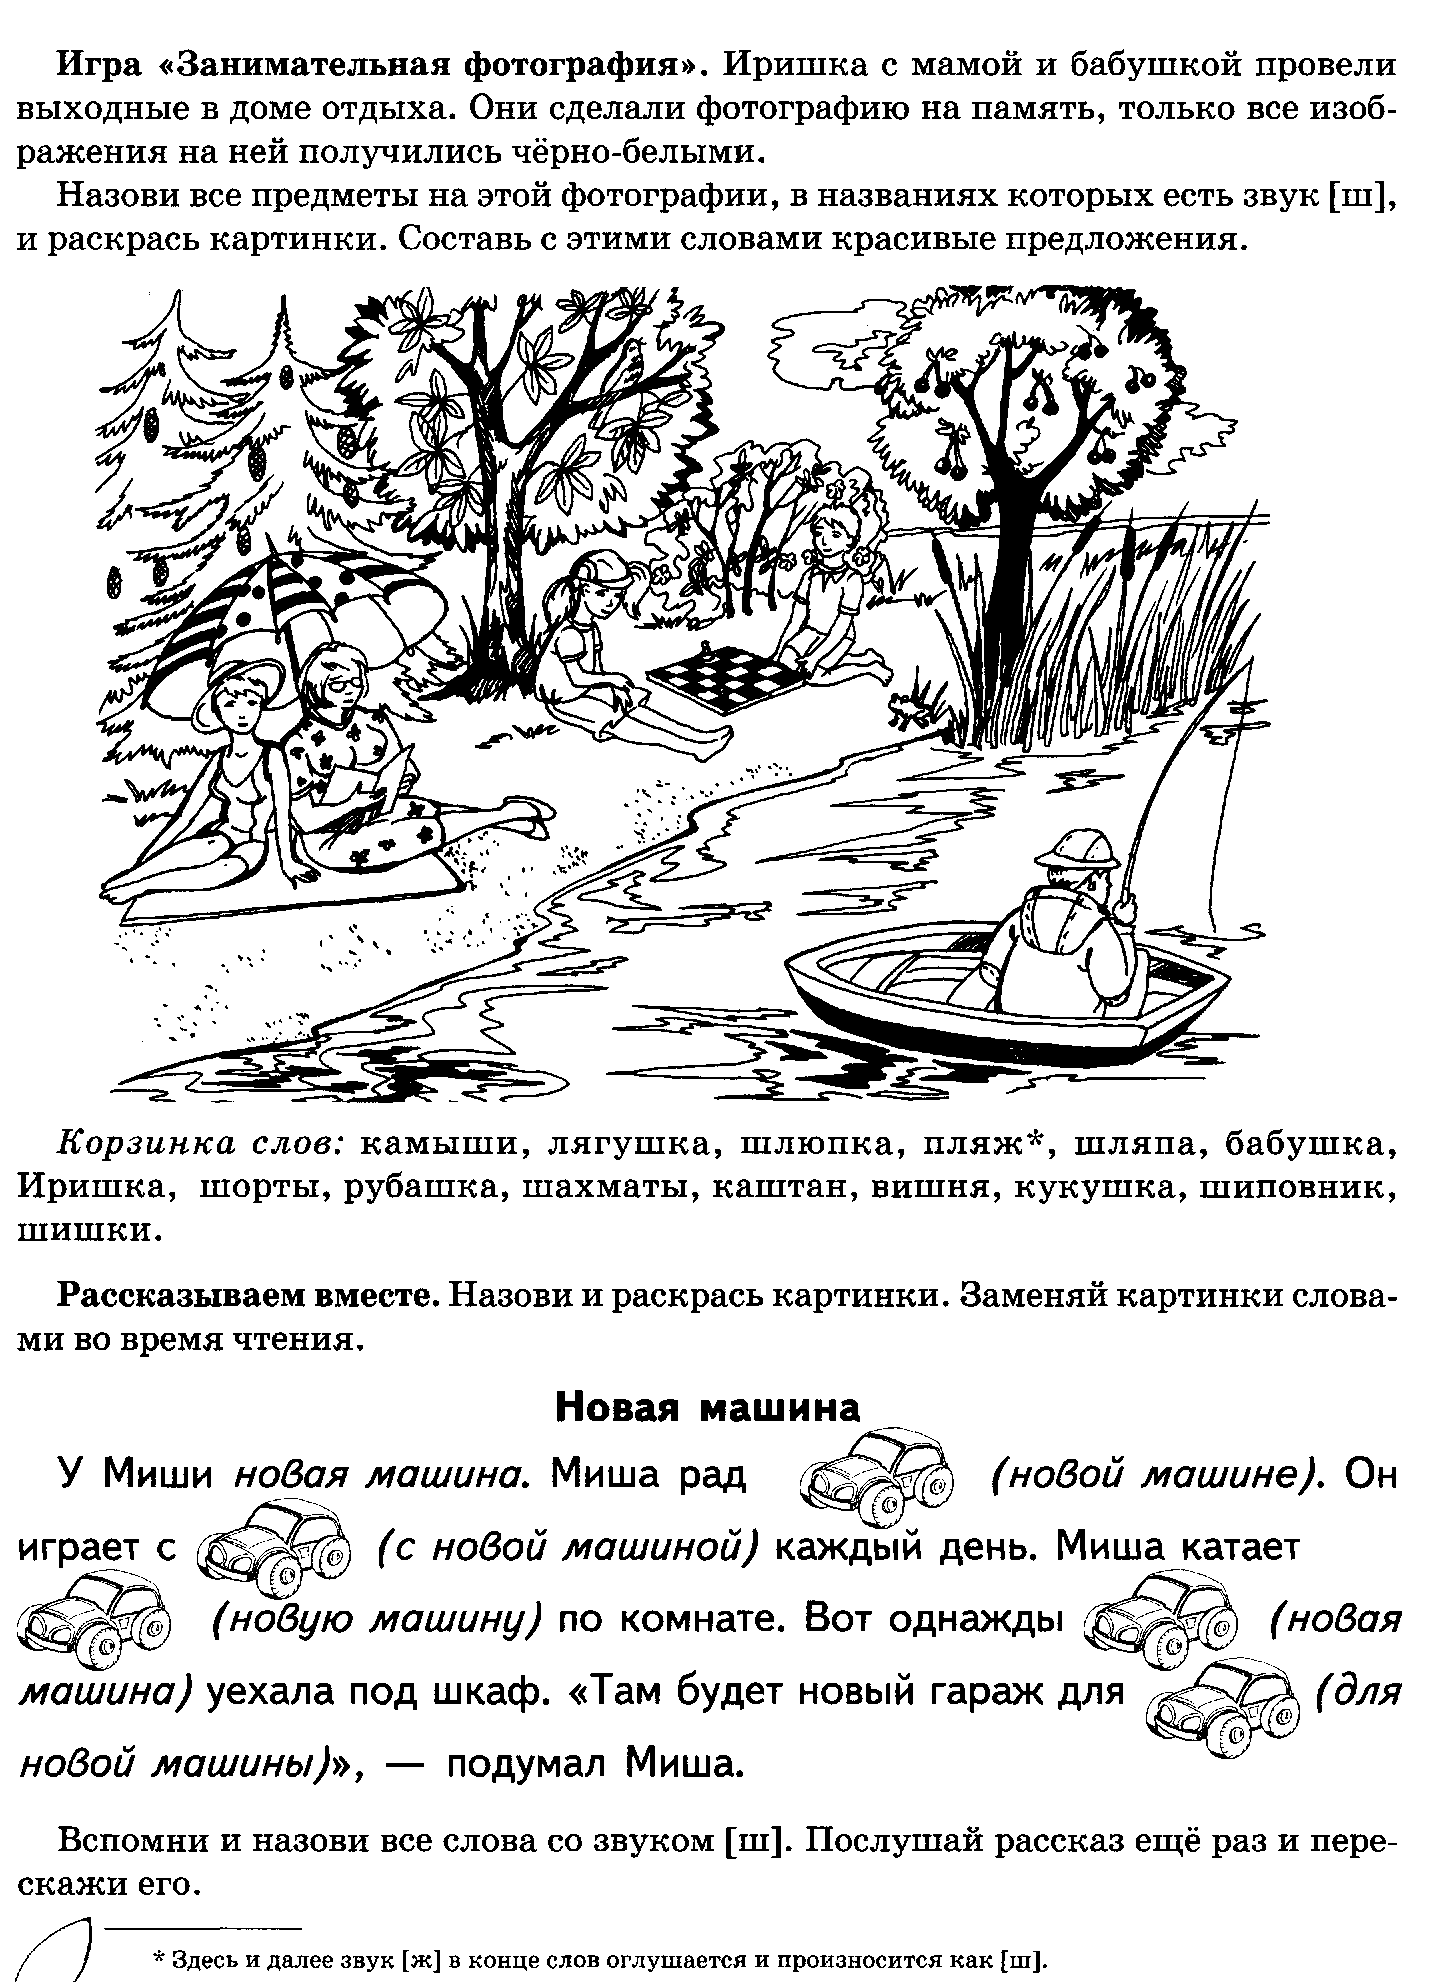 Игра «Занимательная фотография». Иришка с мамой и бабушкой провели
выходные в доме отдыха. Они сделали фотографию на память, только все изоб-
ражения на ней получились чёрно-белыми.
Назови все предметы на этой фотографии, в названиях которых есть звук [ш],
и раскрась картинки. Составь с этими словами красивые предложения.
Корзинка слов: камыши, лягушка, шлюпка, пляж*, шляпа, бабушка,
Иришка, шорты, рубашка, шахматы, каштан, вишня, кукушка, шиповник,
шишки.
Рассказываем вместе. Назови и раскрась картинки. Заменяй картинки слова-
ми во время чтения.
Новая машина
У Миши новая машина. Миша рад (новой машине). Он
играет с (с новой машиной) каждый день. Миша катает
(новую машину) по комнате. Вот однажды (новая
машина) уехала под шкаф. «Там будет новый гараж для (для
новой машины)», — подумал Миша.
Вспомни и назови все слова со звуком [ш]. Послушай рассказ ещё раз и пере-
скажи его.
* Здесь и далее звук [ж] в конце слов оглушается и произносится как [ш].